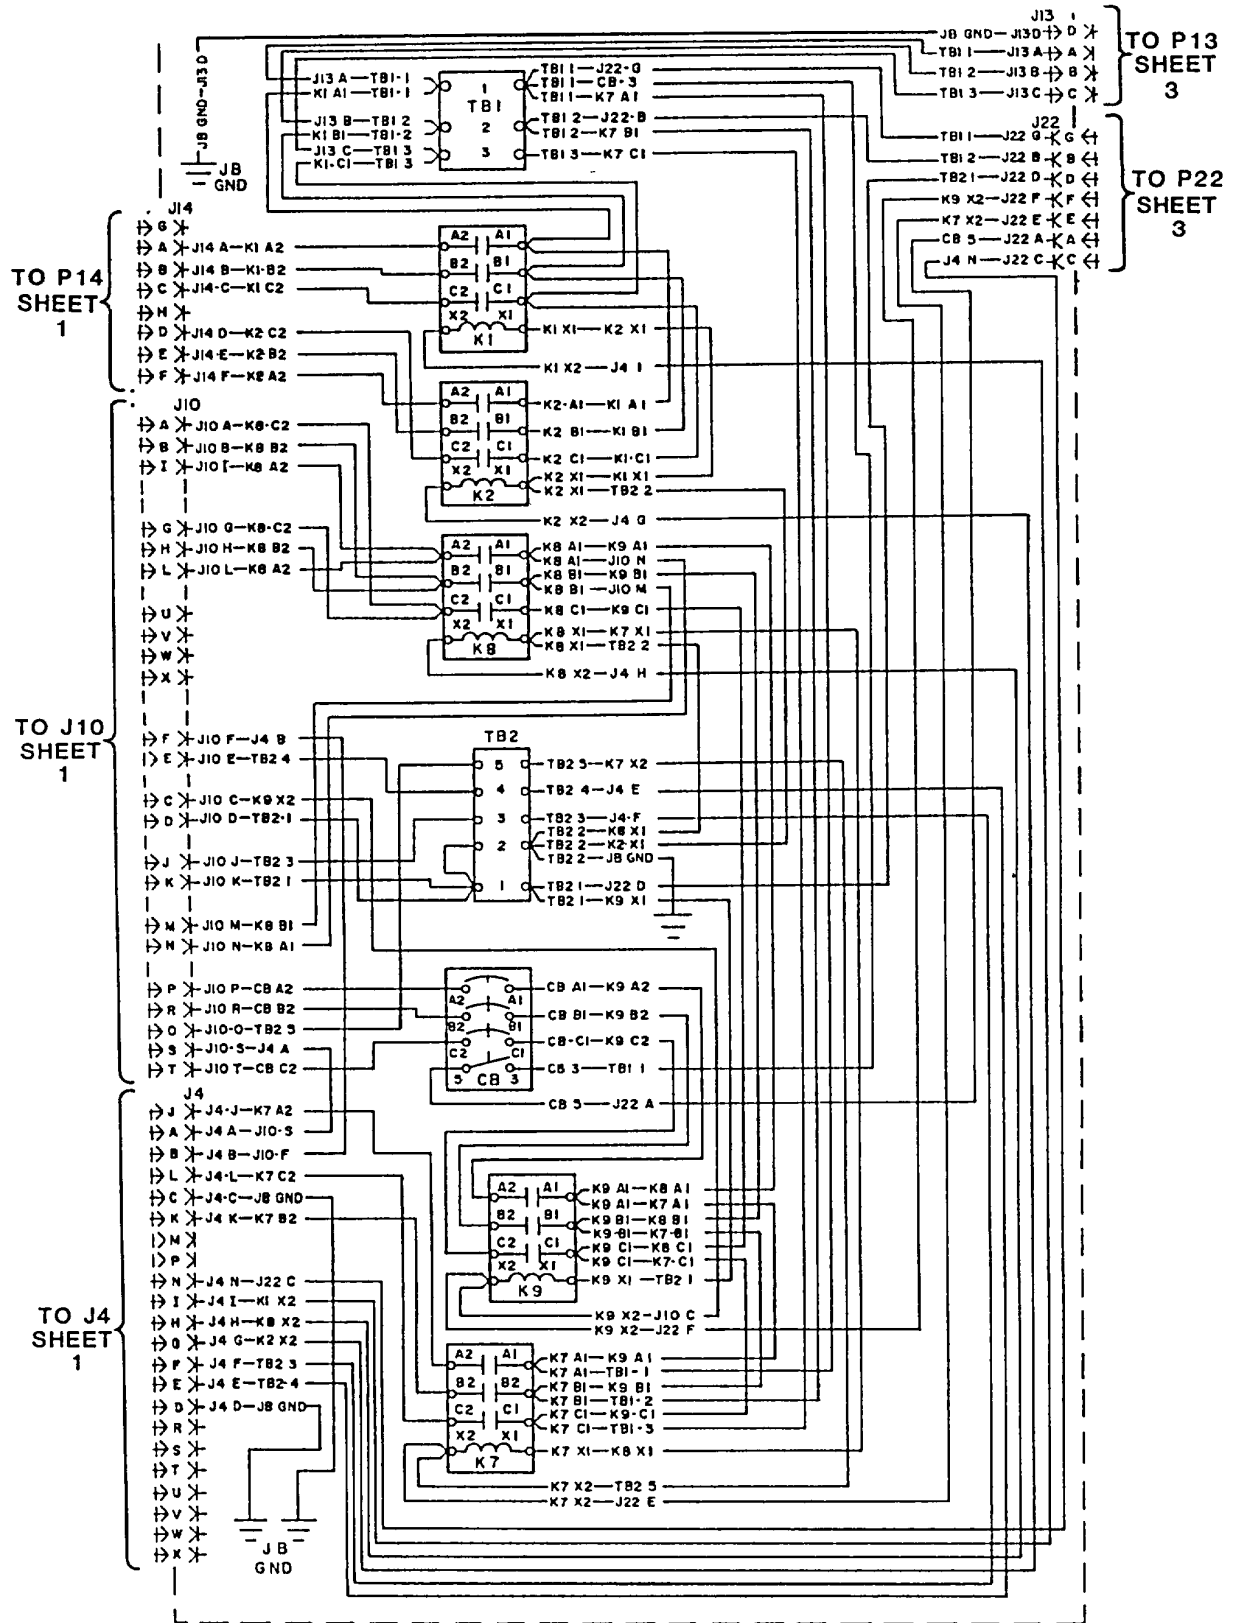 J13
JB GND—J13D D
TB1 1—J13 A A
TB1 2—J13 B B
TB1 3—J13 C C
TO P13
SHEET
3
J22
TB1 1—J22 G G
TB1 2—J22 B B
TB2 1—J22 D D
K9 X2—J22 F F
K7 X2—J22 E E
CB 5—J22 A A
J4 N—J22 C C
TO P22
SHEET
3
JB GND—J13D
JB
GND
J13 A—TB1-1
K1 A1—TB1-1
J13 B—TB1 2
K1 B1—TB1-2
J13 C—TB1 3
K1-C1—TB1 3
1
TB1
2
3
TB1 1—J22-G
TB1 1—CB-3
TB1 1—K7 A1
TB1 2—J22-B
TB1 2—K7 B1
TB1 3—K7 C1
TO P14
SHEET
1
J14
G
A J14 A—K1 A2
B J14 B—K1-B2
C J14-C—K1 C2
H
D J14 D—K2 C2
E J14-E—K2 B2
F J14 F—K2 A2
A2 A1
B2 B1
C2 C1
X2 X1
K1
K1 X1—K2 X1
K1 X2—J4 I
A2 A1
B2 B1
C2 C1
X2 X1
K2
K2-A1—K1 A1
K2 B1—K1 B1
K2 C1—K1-C1
K2 X1—K1 X1
K2 X1—TB2 2
K2 X2—J4 G
TO J10
SHEET
1
J10
A J10 A—K8-C2
B J10 B—K8 B2
I J10 I—K8 A2
G J10 G—K8-C2
H J10 H—K8 B2
L J10 L—K8 A2
U
V
W
X
F J10 F—J4 B
E J10 E—TB2 4
C J10 C—K9 X2
D J10 D—TB2-1
J J10 J—TB2 3
K J10 K—TB2 1
M J10 M—K8 B1
N J10 N—K8 A1
P J10 P—CB A2
R J10 R—CB B2
O J10-O—TB2 5
S J10-S—J4 A
T J10 T—CB C2
A2 A1
B2 B1
C2 C1
X2 X1
K8
K8 A1—K9 A1
K8 A1—J10 N
K8 B1—K9 B1
K8 B1—J10 M
K8 C1—K9 C1
K8 X1—K7 X1
K8 X1—TB2 2
K8 X2—J4 H
TB2
5
4
3
2
1
TB2 5—K7 X2
TB2 4—J4 E
TB2 3—J4-F
TB2 2—K8 X1
TB2 2—K2-X1
TB2 2—JB GND
TB2 1—J22 D
TB2 1—K9 X1
A2 A1
B2 B1
C2 C1
5 CB 3
CB A1—K9 A2
CB B1—K9 B2
CB-C1—K9 C2
CB 3—TB1 1
CB 5—J22 A
TO J4
SHEET
1
J4
J J4-J—K7 A2
A J4 A—J10-S
B J4 B—J10-F
L J4-L—K7 C2
C J4-C—JB GND
K J4 K—K7 B2
M
P
N J4 N—J22 C
I J4 I—K1 X2
H J4 H—K8 X2
G J4 G—K2 X2
F J4 F—TB2 3
E J4 E—TB2-4
D J4 D—JB GND
R
S
T
U
V
W
X
JB
GND
A2 A1
B2 B1
C2 C1
X2 X1
K9
K9 A1—K8 A1
K9 A1—K7 A1
K9 B1—K8 B1
K9-B1—K7-B1
K9 C1—K8 C1
K9 C1—K7-C1
K9 X1—TB2 1
K9 X2—J10 C
K9 X2—J22 F
A2 A1
B2 B2
C2 C1
X2 X1
K7
K7 A1—K9 A1
K7 A1—TB1-1
K7 B1—K9 B1
K7 B1—TB1-2
K7 C1—K9-C1
K7 C1—TB1-3
K7 X1—K8 X1
K7 X2—TB2 5
K7 X2—J22 E